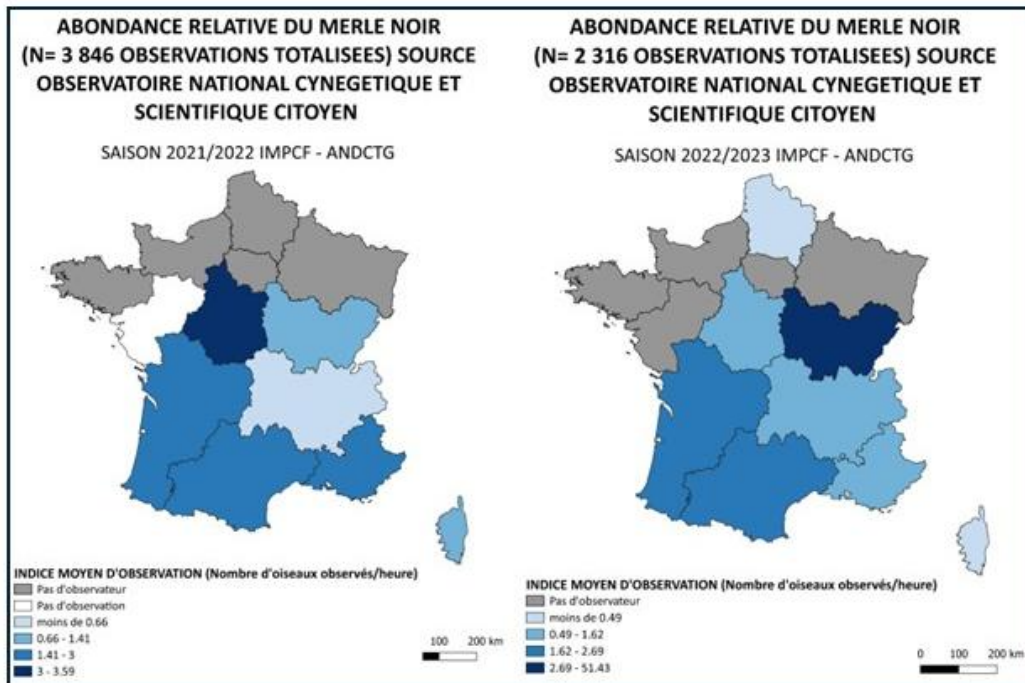 ABONDANCE RELATIVE DU MERLE NOIR
(N= 3 846 OBSERVATIONS TOTALISEES) SOURCE
OBSERVATOIRE NATIONAL CYNEGETIQUE ET
SCIENTIFIQUE CITOYEN
SAISON 2021/2022 IMPCF - ANDCTG
INDICE MOYEN D'OBSERVATION (Nombre d'oiseaux observés/heure)
Pas d'observateur
Pas d'observation
moins de 0.66
0.66 - 1.41
1.41 - 3
3 - 3.59
100 200 km
ABONDANCE RELATIVE DU MERLE NOIR
(N= 2 316 OBSERVATIONS TOTALISEES) SOURCE
OBSERVATOIRE NATIONAL CYNEGETIQUE ET
SCIENTIFIQUE CITOYEN
SAISON 2022/2023 IMPCF - ANDCTG
INDICE MOYEN D'OBSERVATION (Nombre d'oiseaux observés/heure)
Pas d'observateur
moins de 0.49
0.49 - 1.62
1.62 - 2.69
2.69 - 51.43
0 100 200 km